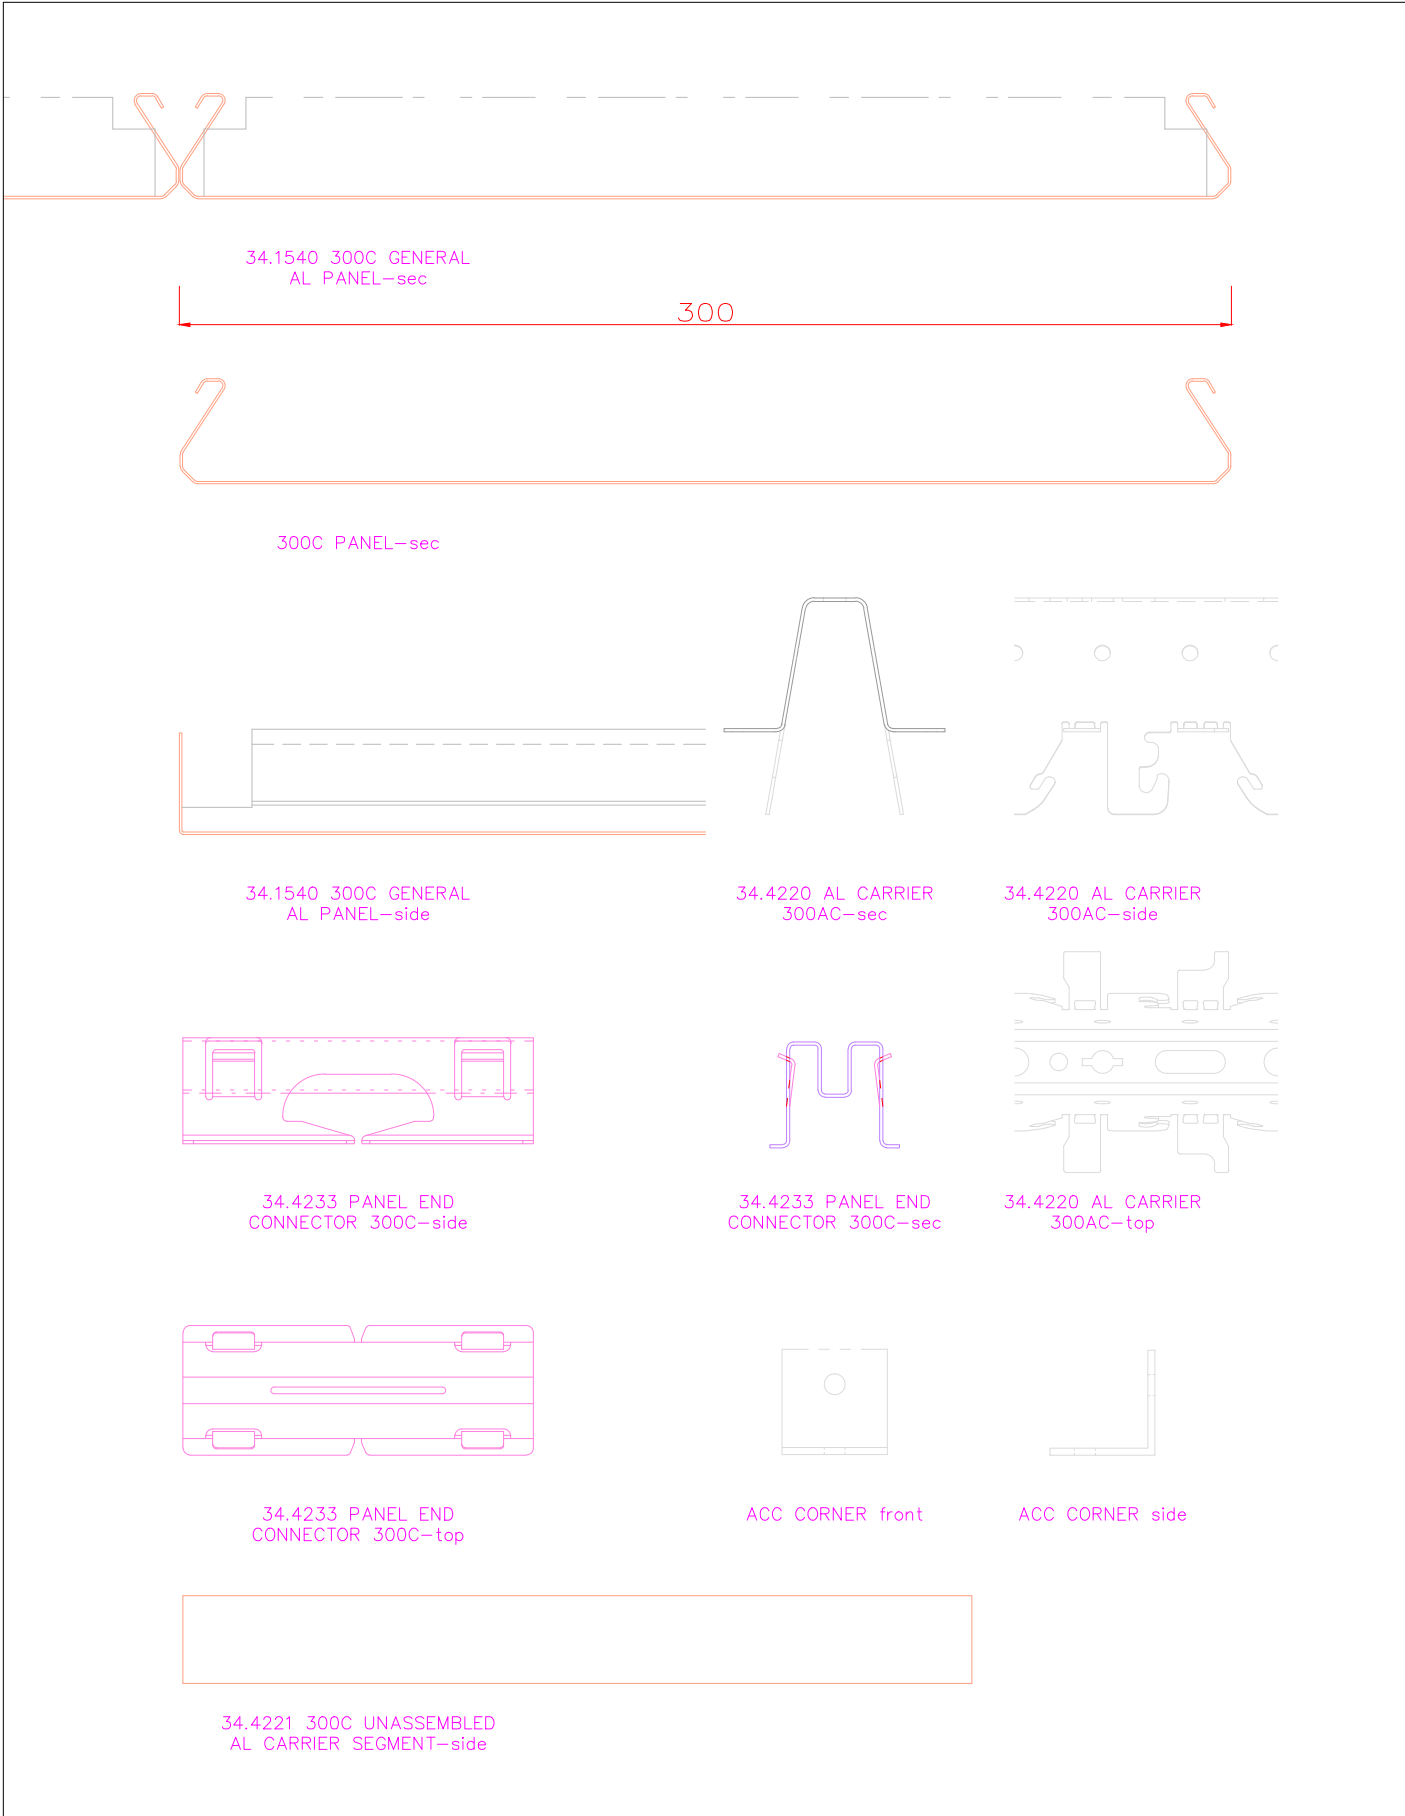 34.1540 300C GENERAL
AL PANEL-sec
300
300C PANEL-sec
34.1540 300C GENERAL
AL PANEL-side
34.4220 AL CARRIER
300AC-sec
34.4220 AL CARRIER
300AC-side
34.4233 PANEL END
CONNECTOR 300C-side
34.4233 PANEL END
CONNECTOR 300C-sec
34.4220 AL CARRIER
300AC-top
34.4233 PANEL END
CONNECTOR 300C-top
ACC CORNER front
ACC CORNER side
34.4221 300C UNASSEMBLED
AL CARRIER SEGMENT-side